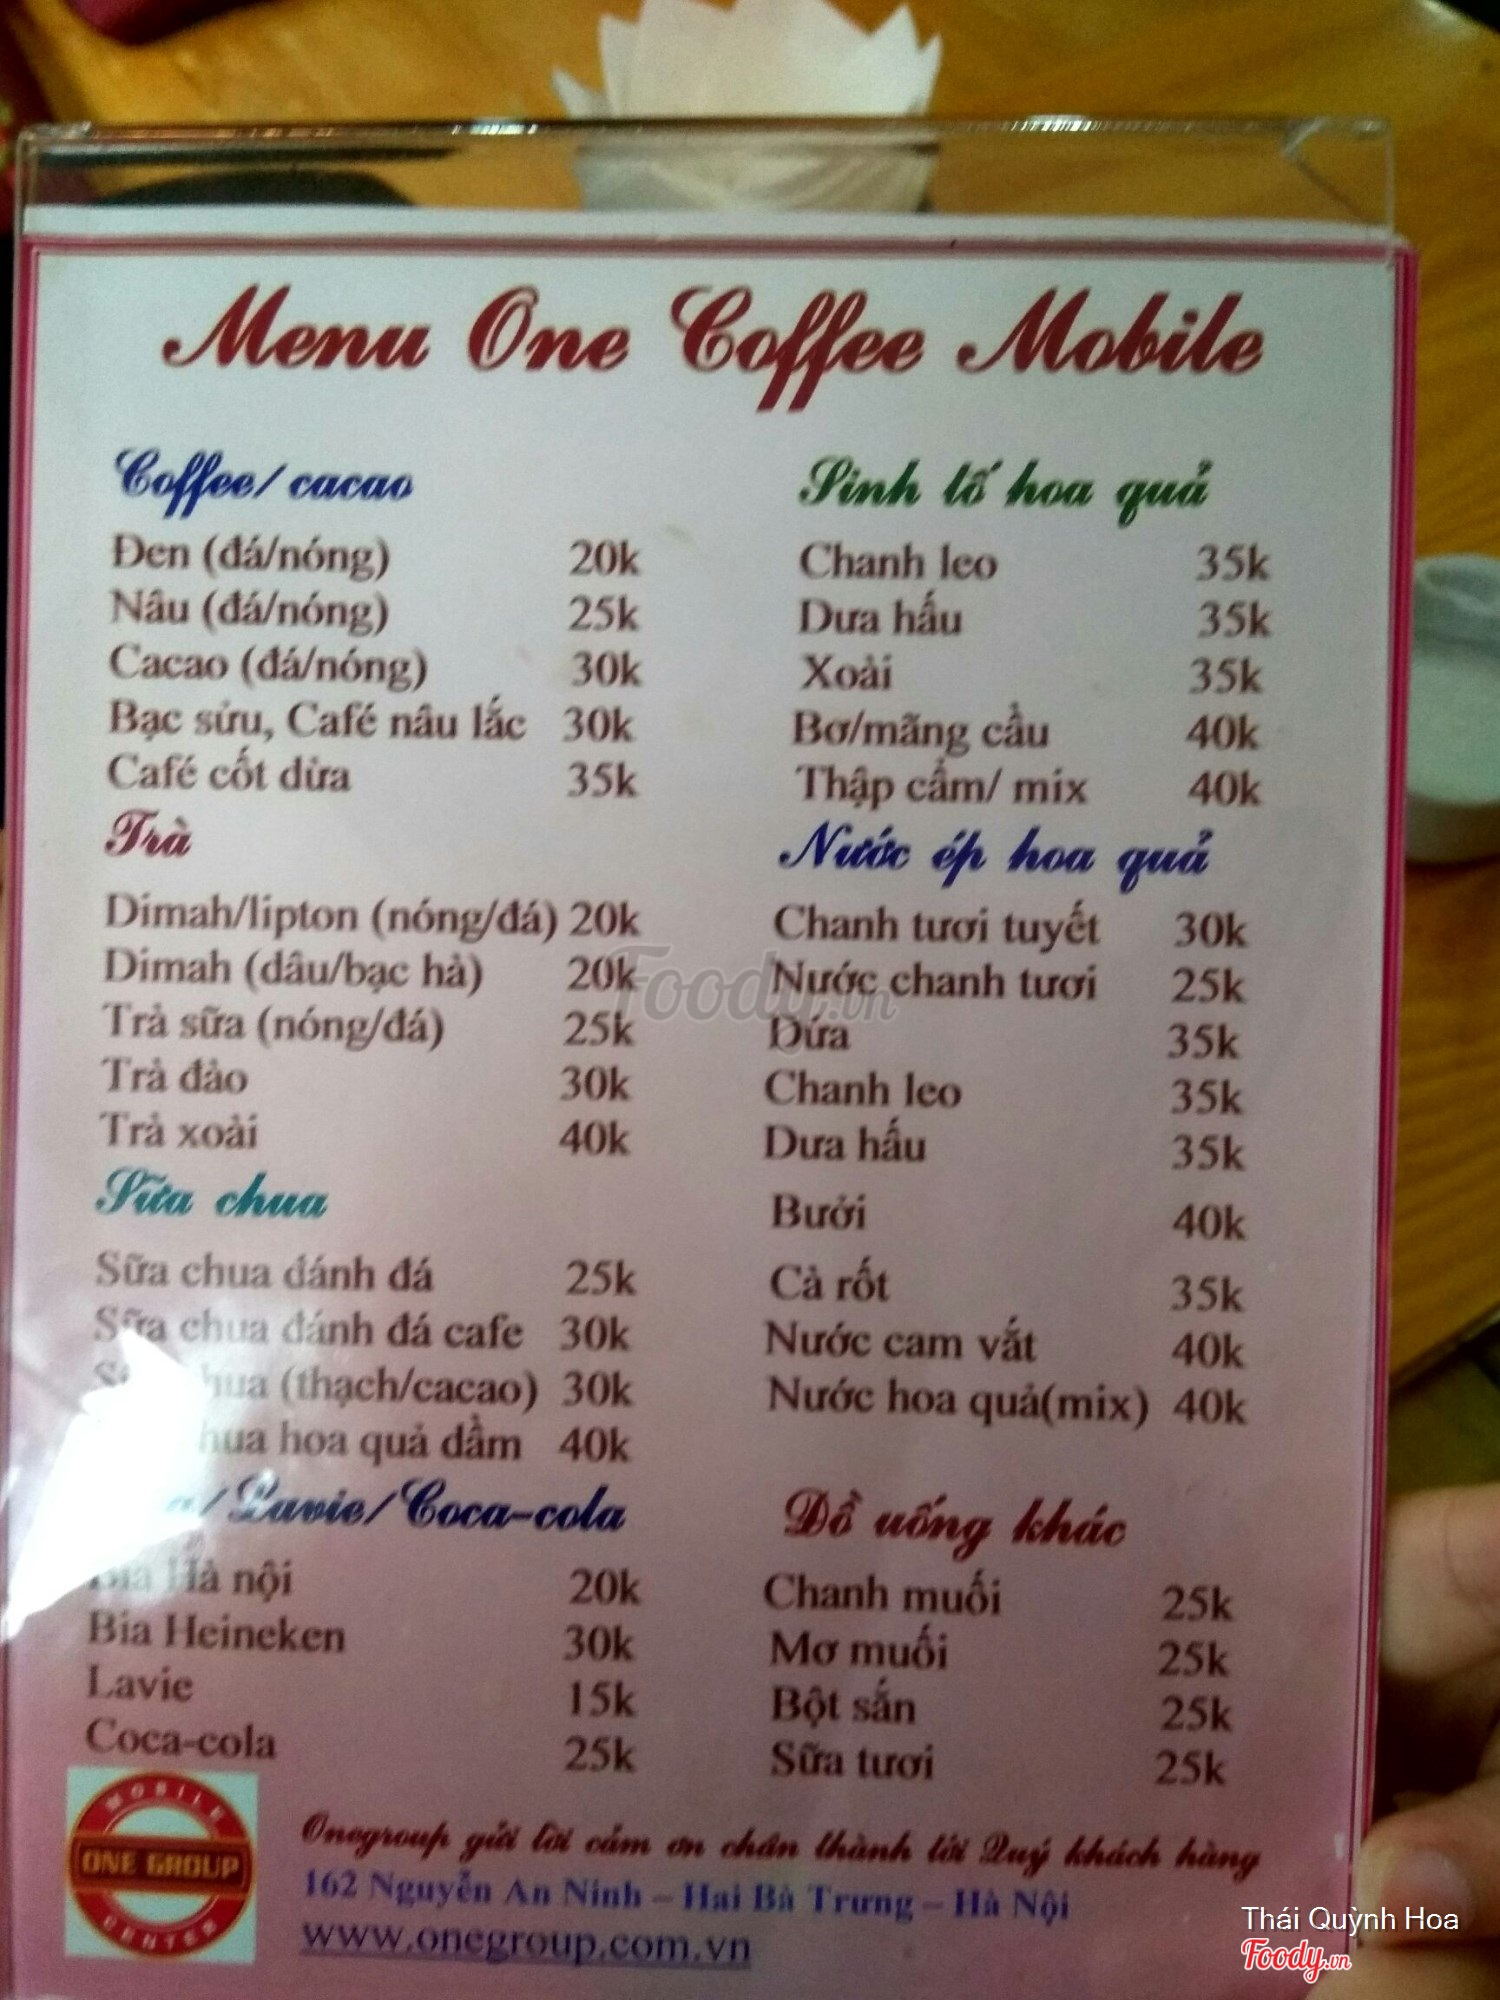 Menu One Coffee Mobile
Coffee/ cacao
Đen (đá/nóng) 20k
Nâu (đá/nóng) 25k
Cacao (đá/nóng) 30k
Bạc sửu, Café nâu lắc 30k
Café cốt dừa 35k
Trà
Dimah/lipton (nóng/đá) 20k
Dimah (dâu/bạc hà) 20k
Trà sữa (nóng/đá) 25k
Trà đào 30k
Trà xoài 40k
Sữa chua
Sữa chua đánh đá 25k
Sữa chua đánh đá cafe 30k
chua (thạch/cacao) 30k
chua hoa quả dầm 40k
/Lavie/Coca-cola
Bia Hà nội 20k
Bia Heineken 30k
Lavie 15k
Coca-cola 25k
Sinh tố hoa quả
Chanh leo 35k
Dưa hấu 35k
Xoài 35k
Bơ/mãng cầu 40k
Thập cẩm/ mix 40k
Nước ép hoa quả
Chanh tươi tuyết 30k
Nước chanh tươi 25k
Dứa 35k
Chanh leo 35k
Dưa hấu 35k
Bưởi 40k
Cà rốt 35k
Nước cam vắt 40k
Nước hoa quả(mix) 40k
Đồ uống khác
Chanh muối 25k
Mơ muối 25k
Bột sắn 25k
Sữa tươi 25k
MOBILE
ONE GROUP
CENTER
Onegroup gửi lời cảm ơn chân thành tới Quý khách hàng
162 Nguyễn An Ninh – Hai Bà Trưng – Hà Nội
www.onegroup.com.vn
Foody.vn
Thái Quỳnh Hoa
Foody.vn